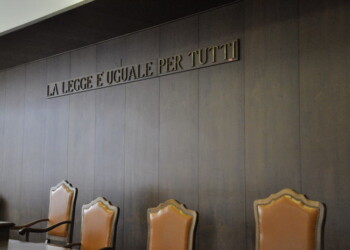 LA LEGGE E' UGUALE PER TUTTI